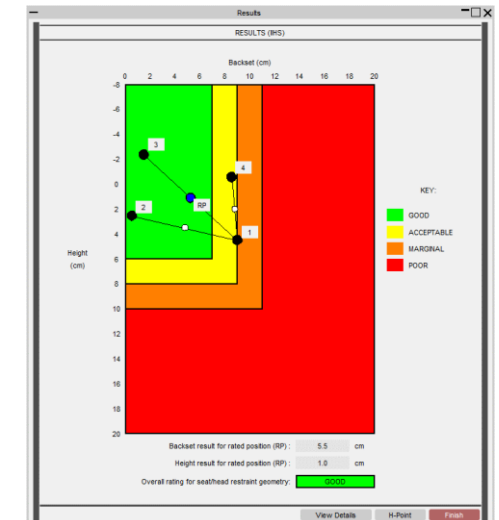 Results
RESULTS (IIHS)
Backset (cm)
0 2 4 6 8 10 12 14 16 18 20
-8
-6
-4
-2
0
2
4
6
8
10
12
14
16
18
20
Height
(cm)
3
4
2
RP
1
KEY:
GOOD
ACCEPTABLE
MARGINAL
POOR
Backset result for rated position (RP) : 5.5 cm
Height result for rated position (RP) : 1.0 cm
Overall rating for seat/head restraint geometry: GOOD
View Details H-Point Finish